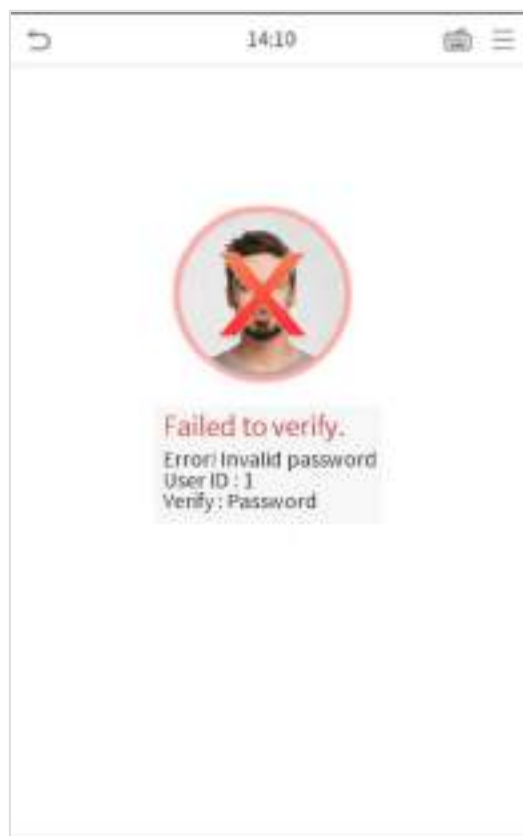 14:10
Failed to verify.
Error! Invalid password
User ID : 1
Verify : Password